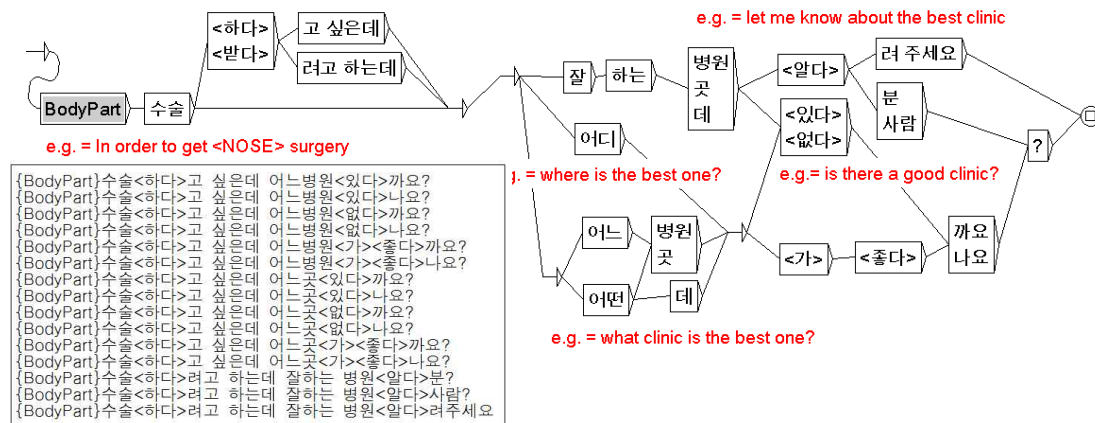 e.g. = let me know about the best clinic
<하다>
<받다>
고 싶은데
려고 하는데
BodyPart
수술
잘
하는
병원
곳
데
<알다>
려 주세요
분
사람
<있다>
<없다>
?
어디
e.g. = In order to get <NOSE> surgery
g. = where is the best one?
e.g.= is there a good clinic?
어느
어떤
병원
곳
데
<가>
<좋다>
까요
나요
e.g. = what clinic is the best one?
{BodyPart}수술<하다>고 싶은데 어느병원<있다>까요?
{BodyPart}수술<하다>고 싶은데 어느병원<있다>나요?
{BodyPart}수술<하다>고 싶은데 어느병원<없다>까요?
{BodyPart}수술<하다>고 싶은데 어느병원<없다>나요?
{BodyPart}수술<하다>고 싶은데 어느병원<가><좋다>까요?
{BodyPart}수술<하다>고 싶은데 어느병원<가><좋다>나요?
{BodyPart}수술<하다>고 싶은데 어느곳<있다>까요?
{BodyPart}수술<하다>고 싶은데 어느곳<있다>나요?
{BodyPart}수술<하다>고 싶은데 어느곳<없다>까요?
{BodyPart}수술<하다>고 싶은데 어느곳<없다>나요?
{BodyPart}수술<하다>고 싶은데 어느곳<가><좋다>까요?
{BodyPart}수술<하다>고 싶은데 어느곳<가><좋다>나요?
{BodyPart}수술<하다>려고 하는데 잘하는 병원<알다>분?
{BodyPart}수술<하다>려고 하는데 잘하는 병원<알다>사람?
{BodyPart}수술<하다>려고 하는데 잘하는 병원<알다>려주세요